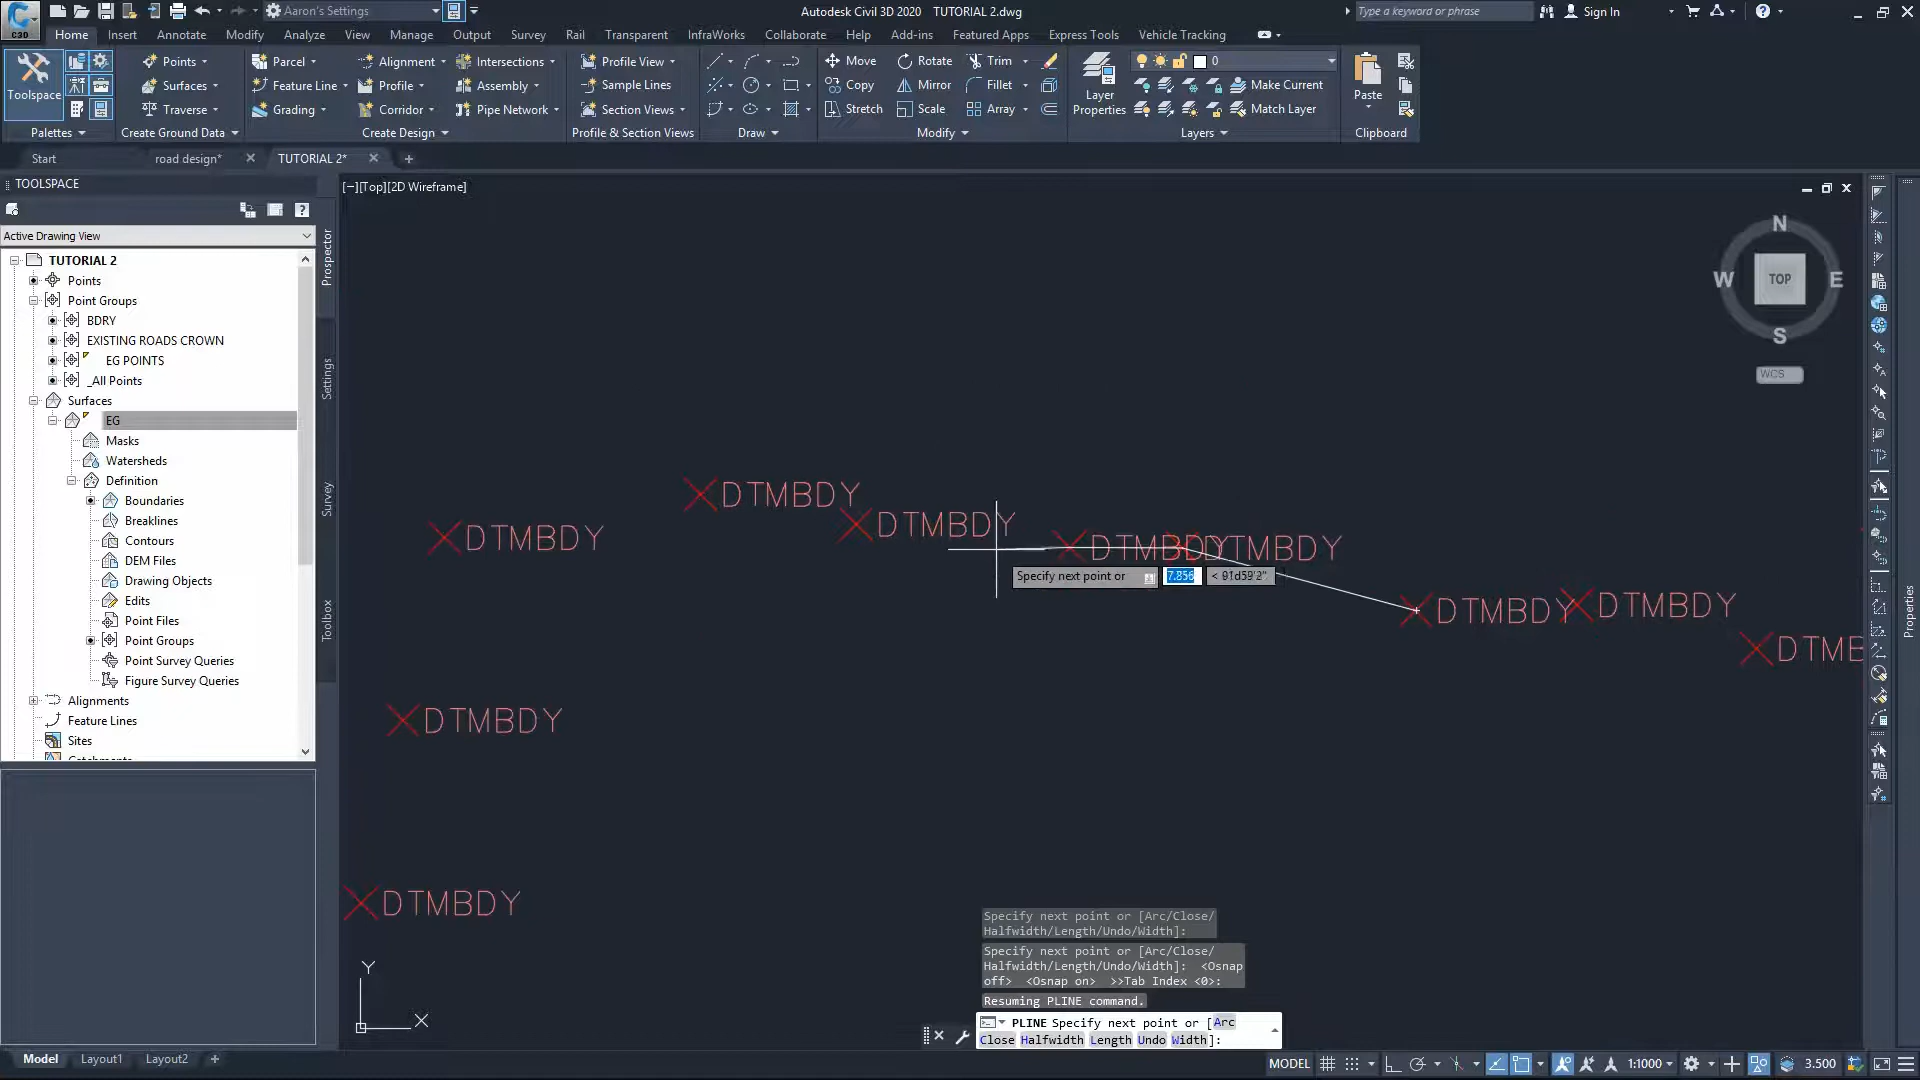 Aaron's Settings
Autodesk Civil 3D 2020 TUTORIAL 2.dwg
Type a keyword or phrase
Sign In
C3D
Home Insert Annotate Modify Analyze View Manage Output Survey Rail Transparent InfraWorks Collaborate Help Add-ins Featured Apps Express Tools Vehicle Tracking
Points Parcel Alignment Intersections Profile View Move Rotate Trim 0
Toolspace Surfaces Feature Line Profile Assembly Sample Lines Copy Mirror Fillet Layer Properties Make Current Paste
Traverse Grading Corridor Pipe Network Section Views Stretch Scale Array Match Layer
Palettes Create Ground Data Create Design Profile & Section Views Draw Modify Layers Clipboard
Start road design* TUTORIAL 2*
TOOLSPACE
[−][Top][2D Wireframe]
Active Drawing View
TUTORIAL 2
Points
Point Groups
BDRY
EXISTING ROADS CROWN
EG POINTS
_All Points
Surfaces
EG
Masks
Watersheds
Definition
Boundaries
Breaklines
Contours
DEM Files
Drawing Objects
Edits
Point Files
Point Groups
Point Survey Queries
Figure Survey Queries
Alignments
Feature Lines
Sites
Prospector
Settings
Survey
Toolbox
N
W TOP E
S
WCS
DTMBDY
DTMBDY
DTMBDY
DTMBDY
DTMBDY
Specify next point or 7.856 < 91d59'2"
DTMBDY
DTMBDY
DTMB
DTMBDY
DTMBDY
Properties
Specify next point or [Arc/Close/
Halfwidth/Length/Undo/Width]:
Specify next point or [Arc/Close/
Halfwidth/Length/Undo/Width]: <Osnap
off> <Osnap on> >>Tab Index <0>:
Resuming PLINE command.
PLINE Specify next point or [Arc
Close Halfwidth Length Undo Width]:
Y
X
Model Layout1 Layout2
MODEL 1:1000 3.500